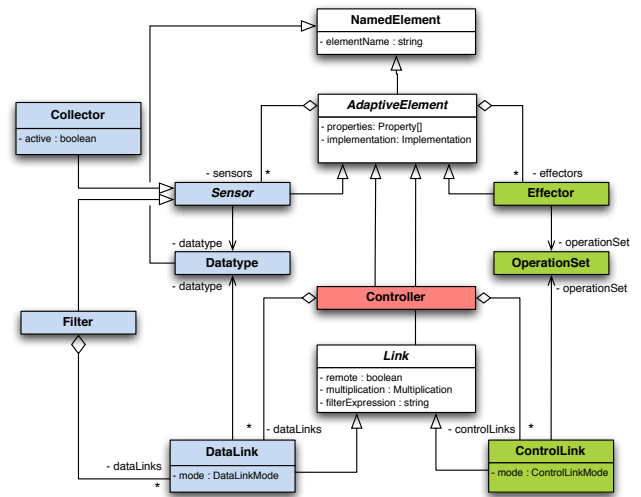 NamedElement
- elementName : string
Collector
- active : boolean
AdaptiveElement
- properties: Property[]
- implementation: Implementation
- sensors
*
*
- effectors
Sensor
Effector
- datatype
- operationSet
Datatype
OperationSet
- datatype
- operationSet
Controller
Filter
Link
- remote : boolean
- multiplication : Multiplication
- filterExpression : string
*
- dataLinks
- controlLinks
*
- dataLinks
*
DataLink
- mode : DataLinkMode
ControlLink
- mode : ControlLinkMode